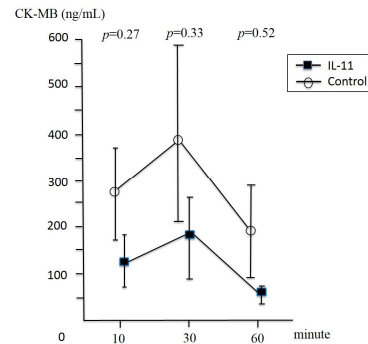 CK-MB (ng/mL)
600
p=0.27
p=0.33
p=0.52
500
IL-11
Control
400
300
200
100
0
10
30
60
minute